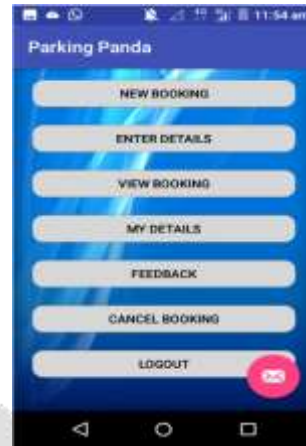 11:54 am
Parking Panda
NEW BOOKING
ENTER DETAILS
VIEW BOOKING
MY DETAILS
FEEDBACK
CANCEL BOOKING
LOGOUT